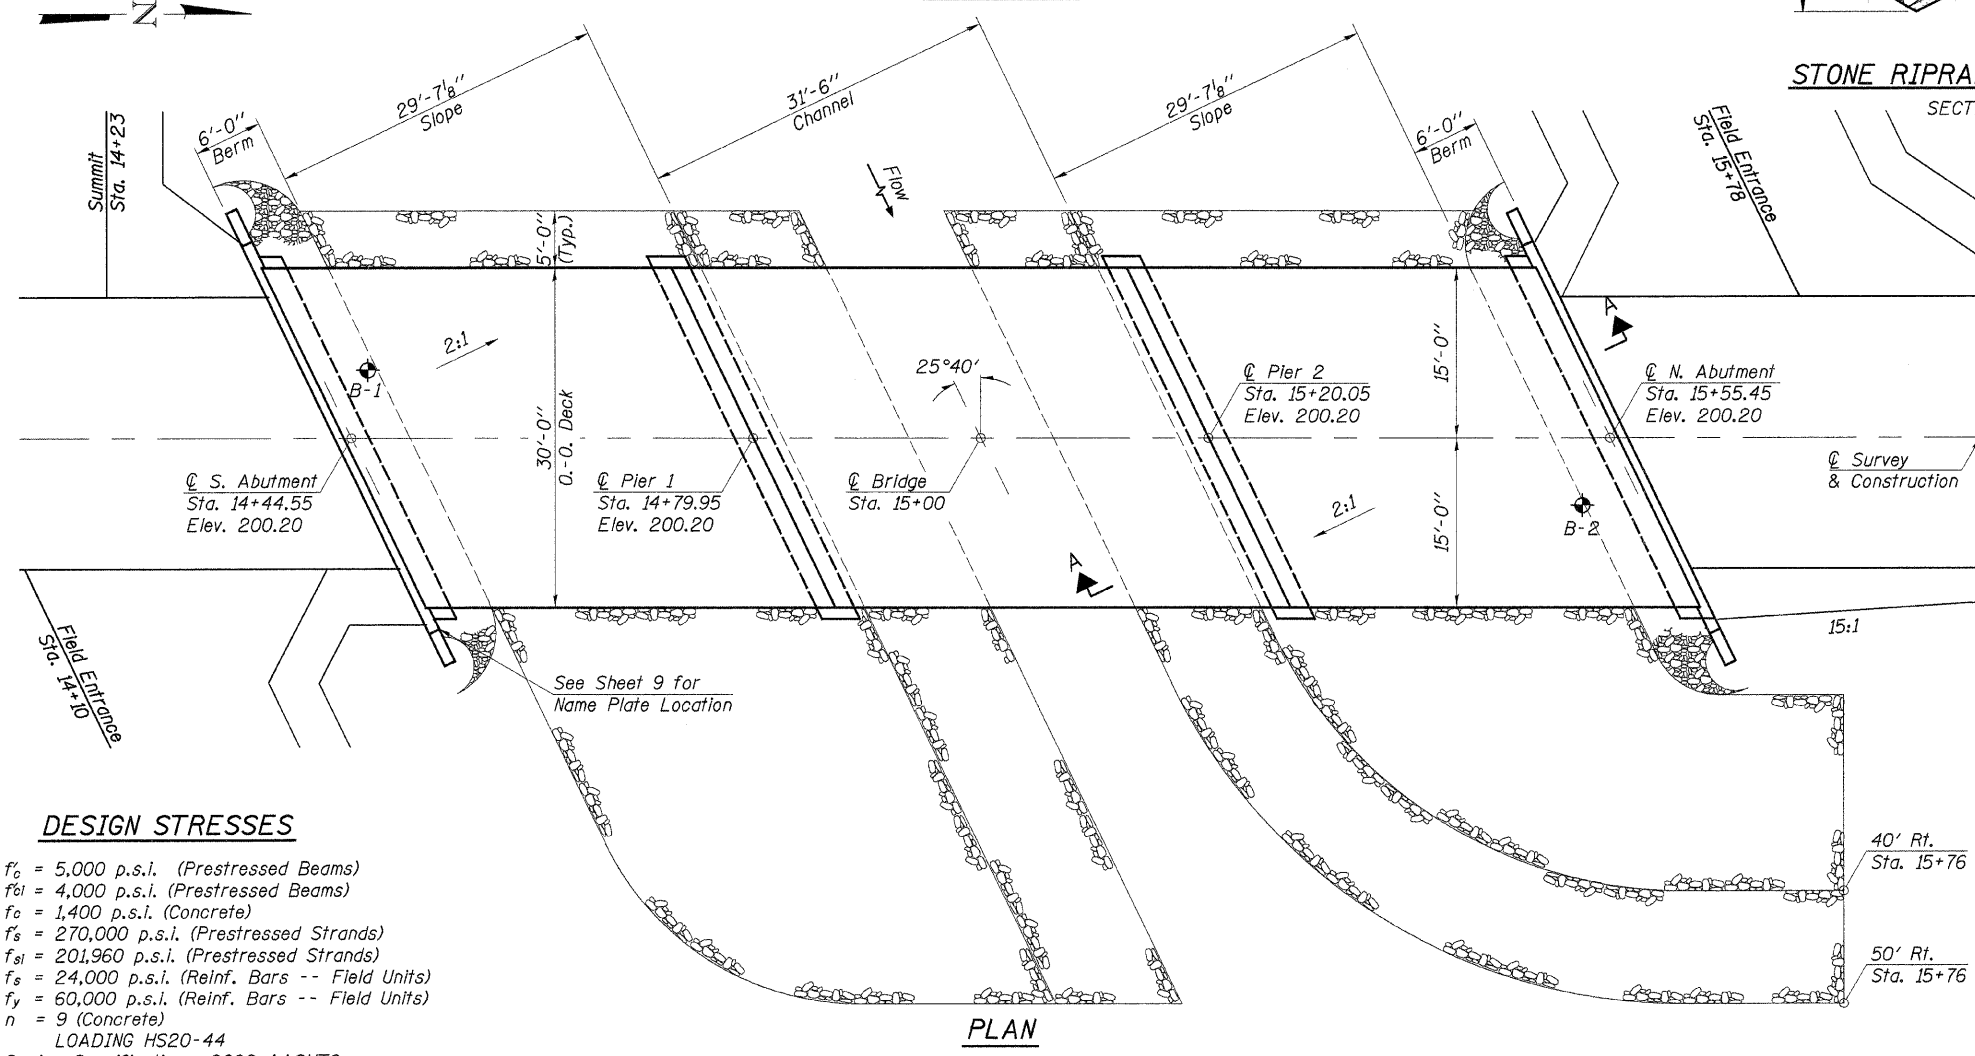 N
STONE RIPRA
SECT
29'-7 1/8"
Slope
31'-6"
Channel
29'-7 1/8"
Slope
6'-0"
Berm
6'-0"
Berm
Summit
Sta. 14+23
Flow
Field Entrance
Sta. 15+78
5'-0"
(Typ.)
2:1
B-1
25°40'
30'-0"
O.-O. Deck
15'-0"
15'-0"
A
℄ Pier 2
Sta. 15+20.05
Elev. 200.20
℄ N. Abutment
Sta. 15+55.45
Elev. 200.20
℄ S. Abutment
Sta. 14+44.55
Elev. 200.20
℄ Pier 1
Sta. 14+79.95
Elev. 200.20
℄ Bridge
Sta. 15+00
2:1
B-2
℄ Survey
& Construction
A
15:1
Field Entrance
Sta. 14+10
See Sheet 9 for
Name Plate Location
40' Rt.
Sta. 15+76
50' Rt.
Sta. 15+76
DESIGN STRESSES
f'c = 5,000 p.s.i. (Prestressed Beams)
f'ci = 4,000 p.s.i. (Prestressed Beams)
fc = 1,400 p.s.i. (Concrete)
f's = 270,000 p.s.i. (Prestressed Strands)
fsi = 201,960 p.s.i. (Prestressed Strands)
fs = 24,000 p.s.i. (Reinf. Bars -- Field Units)
fy = 60,000 p.s.i. (Reinf. Bars -- Field Units)
n = 9 (Concrete)
LOADING HS20-44
PLAN